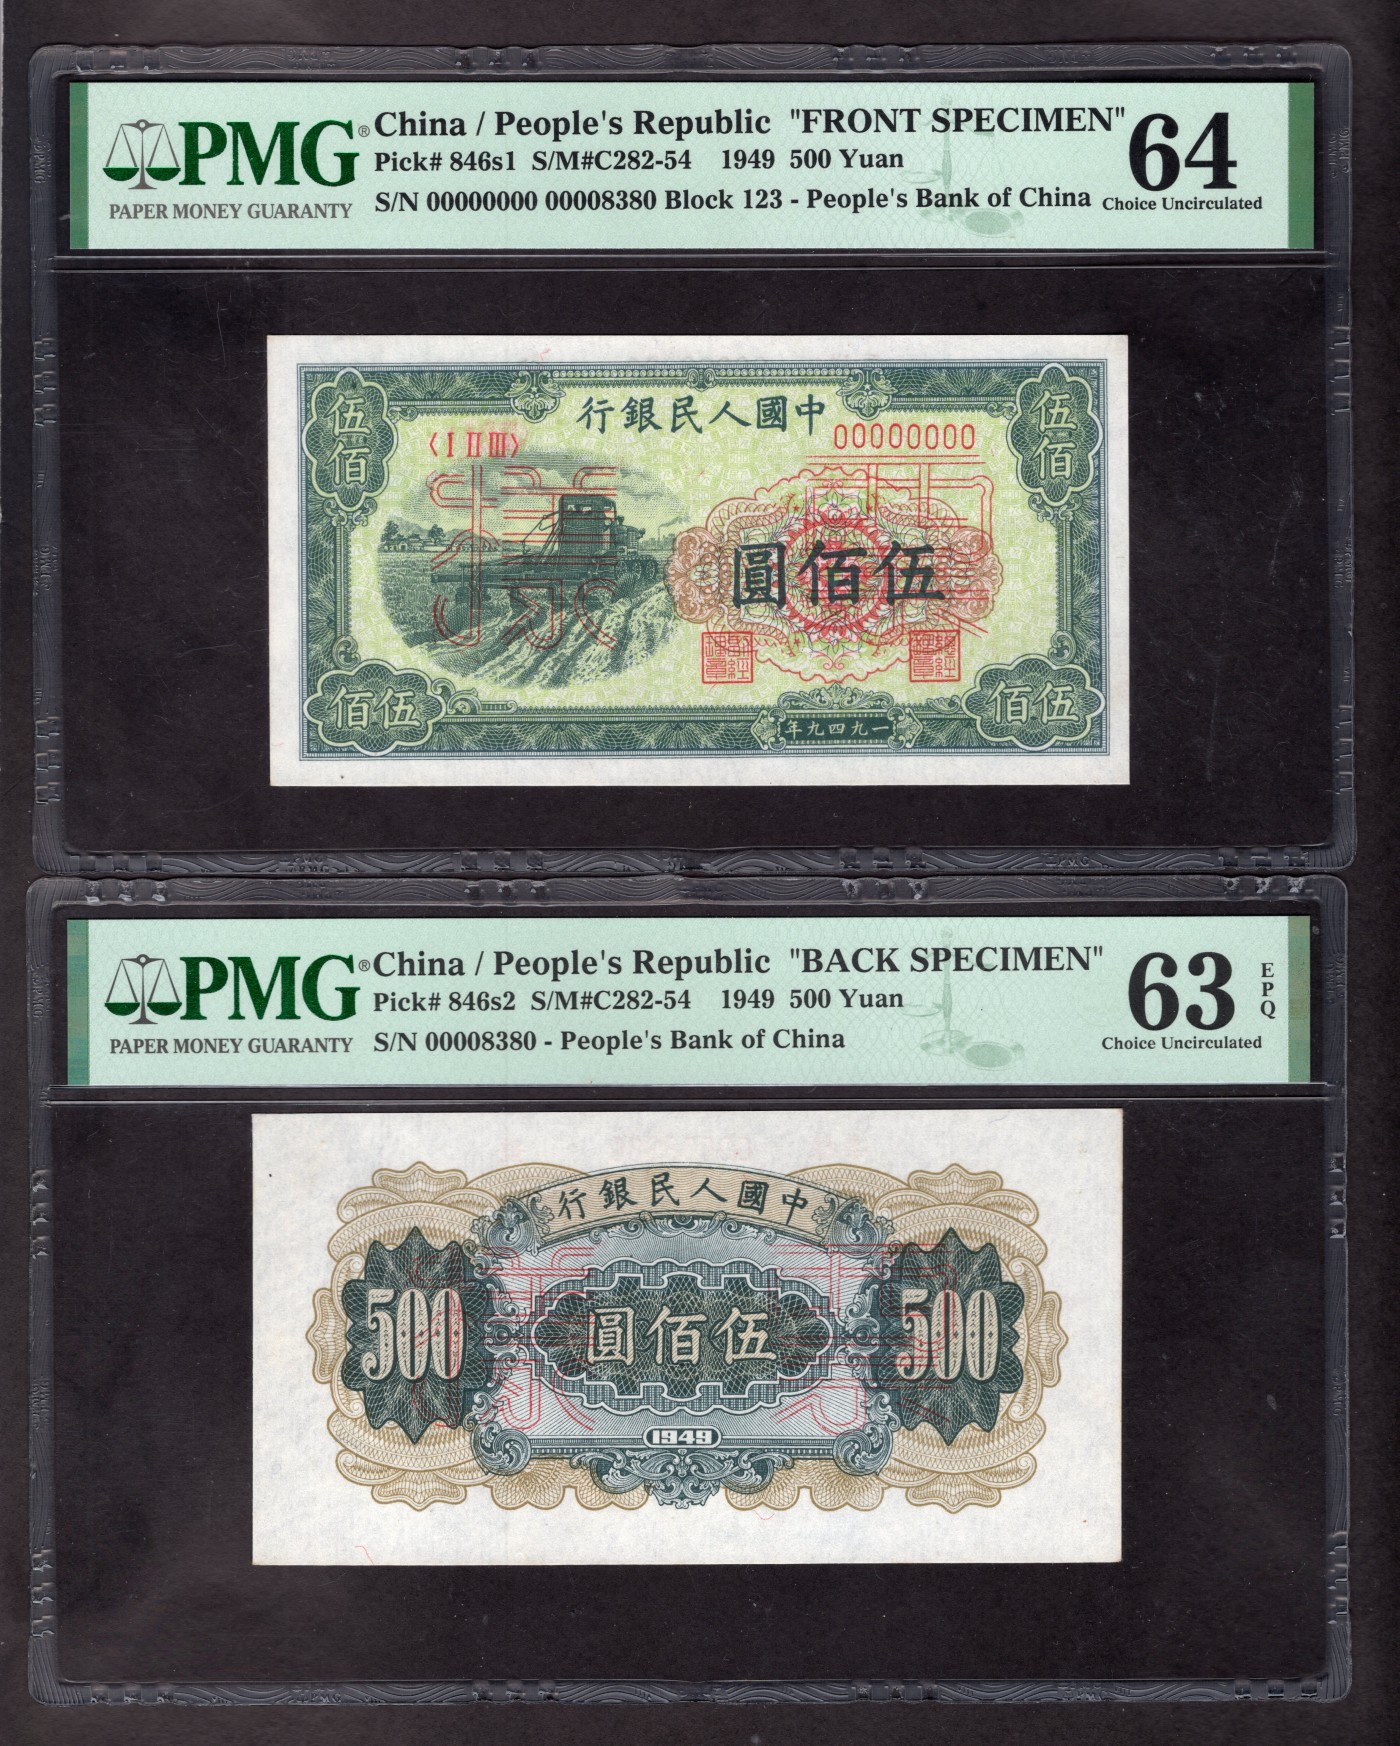 PMG®
PAPER MONEY GUARANTY
China / People's Republic "FRONT SPECIMEN"
Pick# 846s1 S/M#C282-54 1949 500 Yuan
S/N 00000000 00008380 Block 123 - People's Bank of China
64
Choice Uncirculated
行銀民人國中
伍佰
伍佰
〈I II III〉
00000000
樣
圓佰伍
佰伍
佰伍
年九四九一
PMG®
PAPER MONEY GUARANTY
China / People's Republic "BACK SPECIMEN"
Pick# 846s2 S/M#C282-54 1949 500 Yuan
S/N 00008380 - People's Bank of China
63
EPQ
Choice Uncirculated
行銀民人國中
500
圓佰伍
500
1949